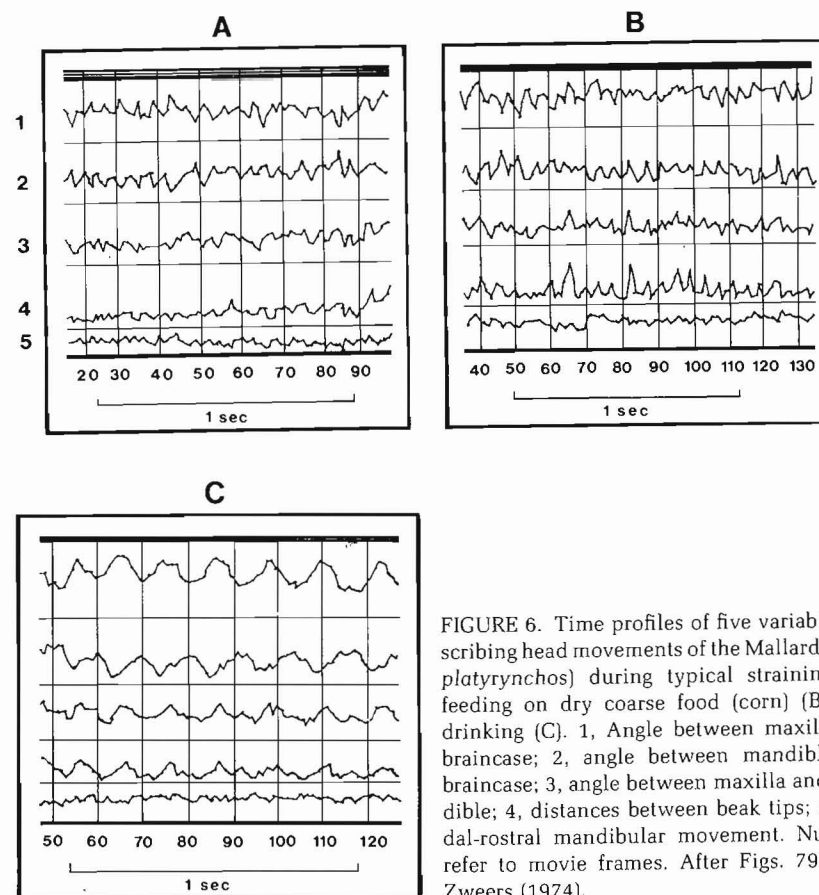 A
B
1
2
3
4
5
20 30 40 50 60 70 80 90
1 sec
40 50 60 70 80 90 100 110 120 130
1 sec
C
50 60 70 80 90 100 110 120
1 sec
FIGURE 6. Time profiles of five variab
scribing head movements of the Mallard
platyrynchos) during typical strainin
feeding on dry coarse food (corn) (B
drinking (C). 1, Angle between maxil
braincase; 2, angle between mandibl
braincase; 3, angle between maxilla and
dible; 4, distances between beak tips;
dal-rostral mandibular movement. Nu
refer to movie frames. After Figs. 79
Zweers (1974).